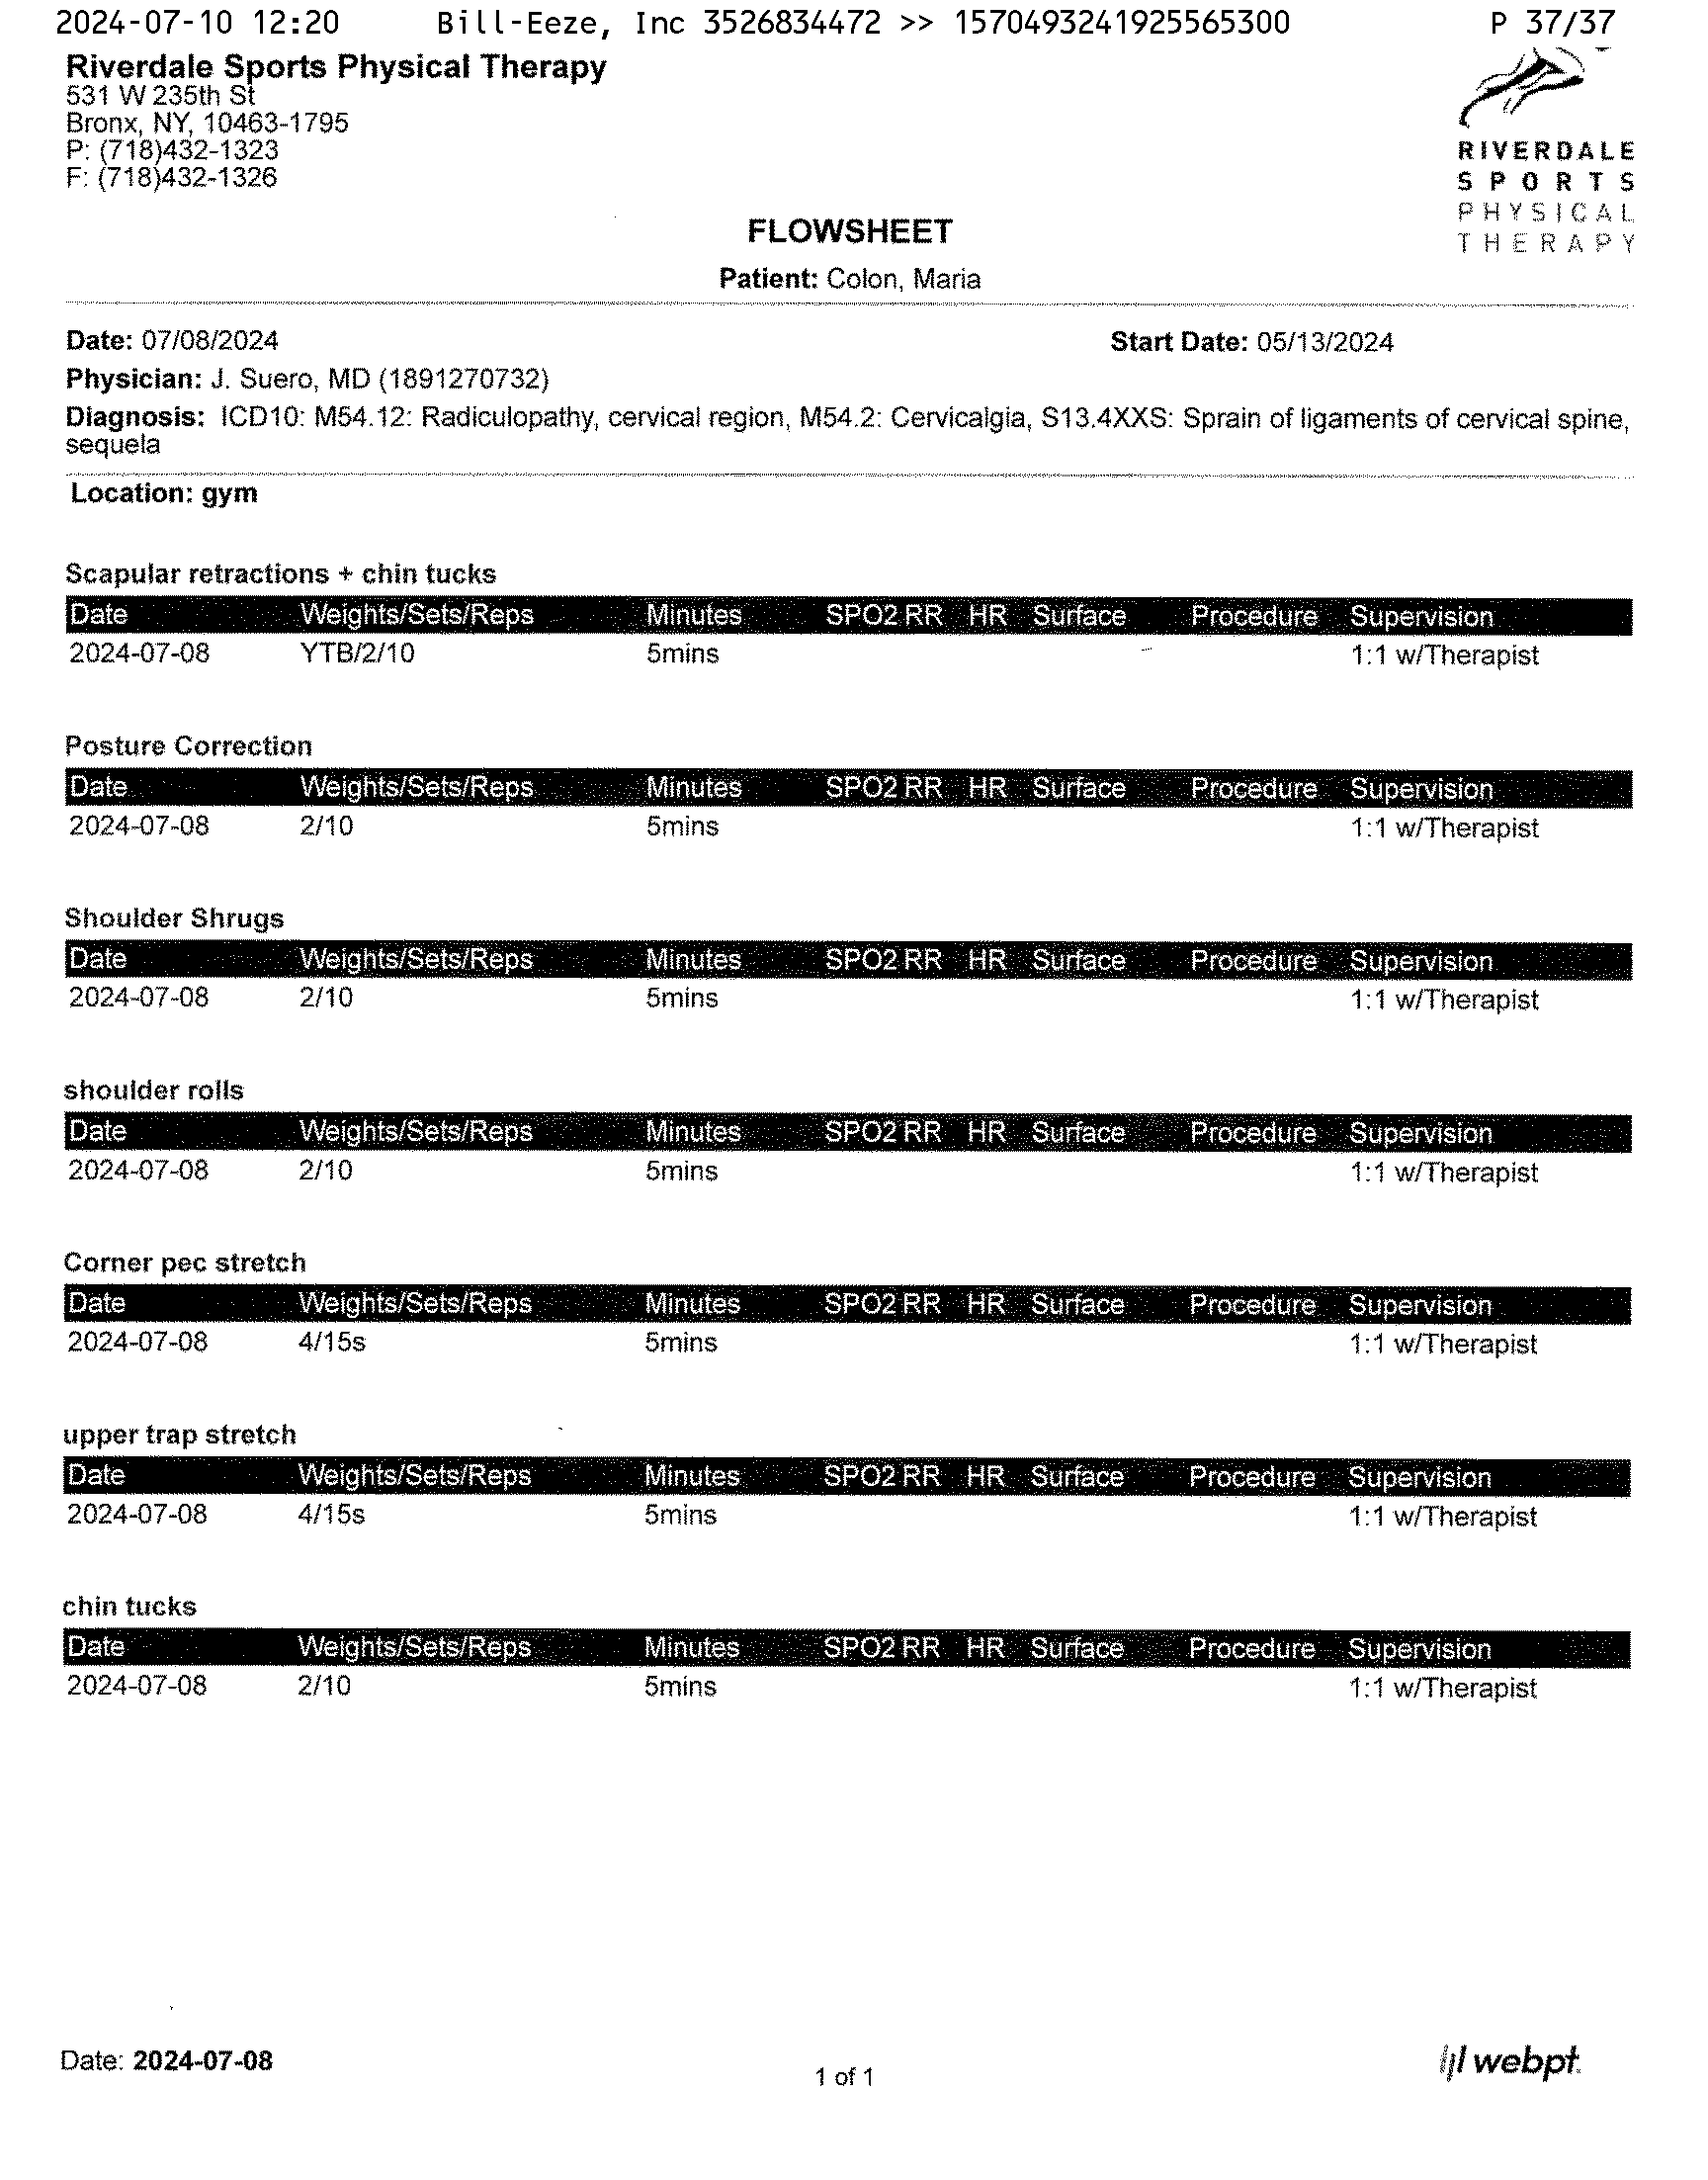 2024-07-10 12:20 Bill-Eeze, Inc 3526834472 >> 15704932419255653​00 P 37/37
Riverdale Sports Physical Therapy
531 W 235th St
Bronx, NY, 10463-1795
P: (718)432-1323
F: (718)432-1326
RIVERDALE
SPORTS
PHYSICAL
THERAPY
FLOWSHEET
Patient: Colon, Maria
Date: 07/08/2024 Start Date: 05/13/2024
Physician: J. Suero, MD (1891270732)
Diagnosis: ICD10: M54.12: Radiculopathy, cervical region, M54.2: Cervicalgia, S13.4XXS: Sprain of ligaments of cervical spine,
sequela
Location: gym
Scapular retractions + chin tucks
Date Weights/Sets/Reps Minutes SPO2 RR HR Surface Procedure Supervision
2024-07-08 YTB/2/10 5mins 1:1 w/Therapist
Posture Correction
Date Weights/Sets/Reps Minutes SPO2 RR HR Surface Procedure Supervision
2024-07-08 2/10 5mins 1:1 w/Therapist
Shoulder Shrugs
Date Weights/Sets/Reps Minutes SPO2 RR HR Surface Procedure Supervision
2024-07-08 2/10 5mins 1:1 w/Therapist
shoulder rolls
Date Weights/Sets/Reps Minutes SPO2 RR HR Surface Procedure Supervision
2024-07-08 2/10 5mins 1:1 w/Therapist
Corner pec stretch
Date Weights/Sets/Reps Minutes SPO2 RR HR Surface Procedure Supervision
2024-07-08 4/15s 5mins 1:1 w/Therapist
upper trap stretch
Date Weights/Sets/Reps Minutes SPO2 RR HR Surface Procedure Supervision
2024-07-08 4/15s 5mins 1:1 w/Therapist
chin tucks
Date Weights/Sets/Reps Minutes SPO2 RR HR Surface Procedure Supervision
2024-07-08 2/10 5mins 1:1 w/Therapist
Date: 2024-07-08
1 of 1
webpt.